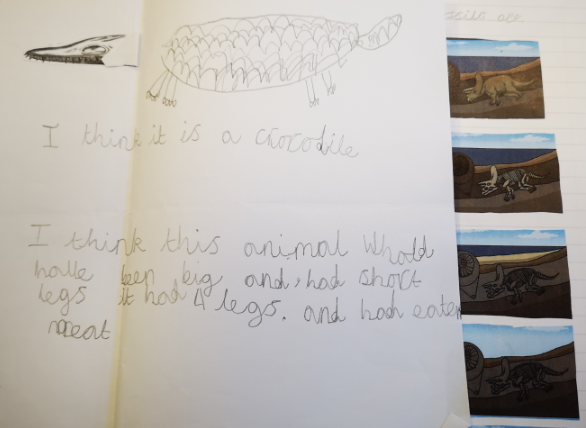 I think it is a crocodile
I think this animal whodd
have been big and, had short
legs it had 4 legs. and had eaten
meat